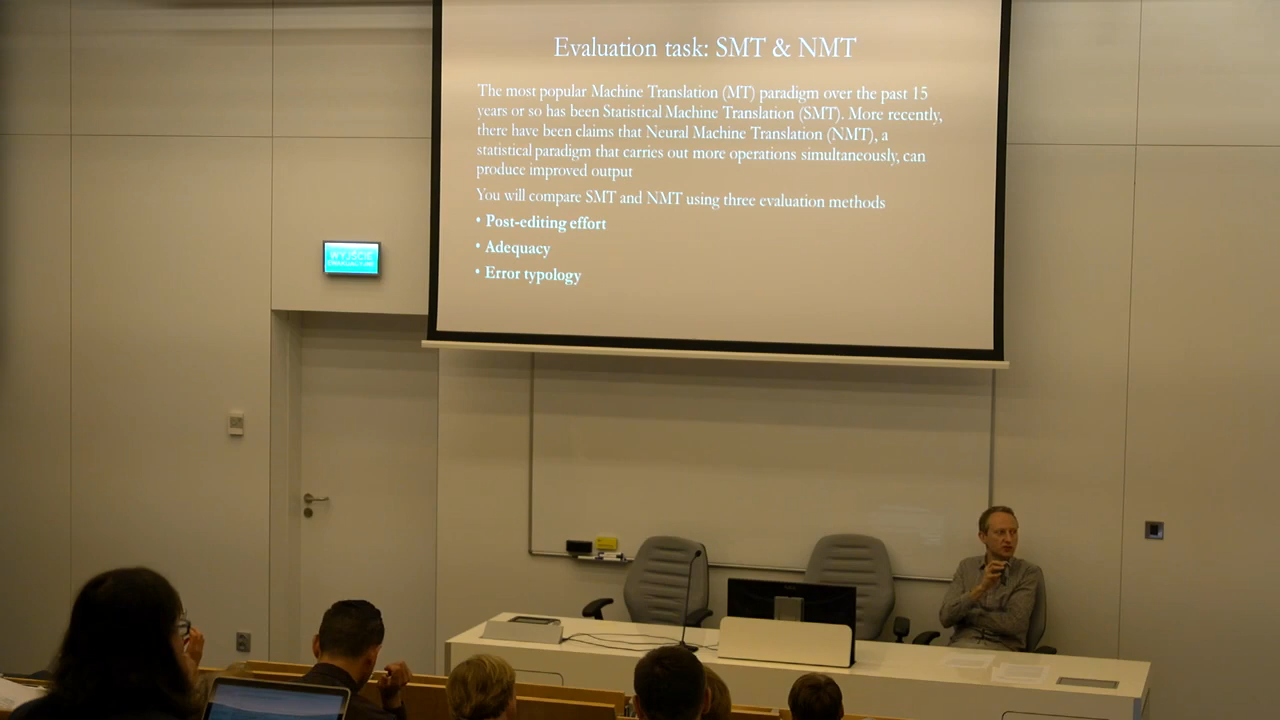 Evaluation task: SMT & NMT
The most popular Machine Translation (MT) paradigm over the past 15
years or so has been Statistical Machine Translation (SMT). More recently,
there have been claims that Neural Machine Translation (NMT), a
statistical paradigm that carries out more operations simultaneously, can
produce improved output
You will compare SMT and NMT using three evaluation methods
• Post-editing effort
• Adequacy
• Error typology
WYJŚCIE